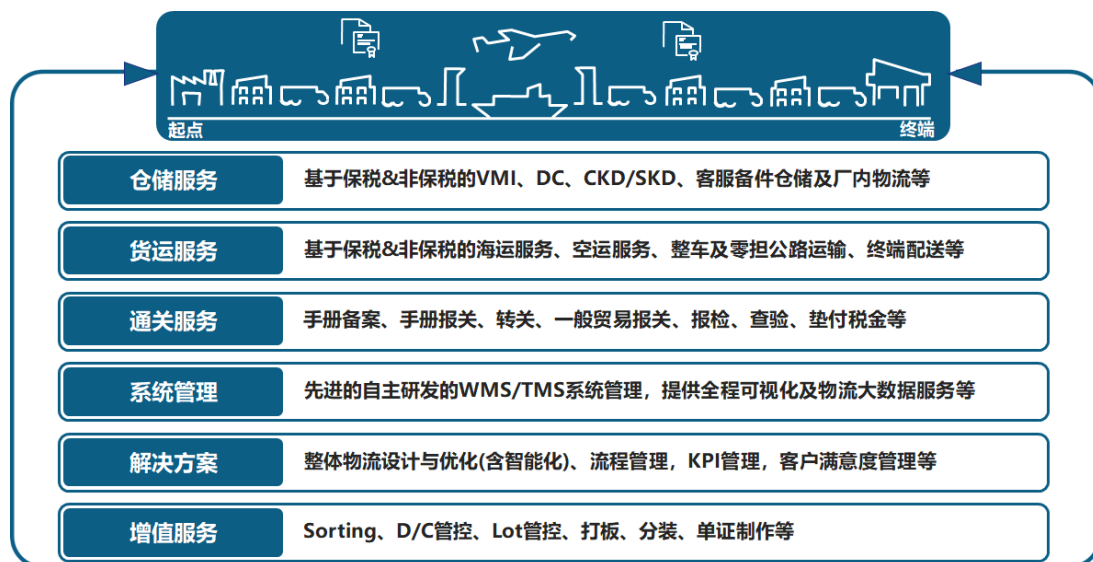 起点
终端
仓储服务
基于保税&非保税的VMI、DC、CKD/SKD、客服备件仓储及厂内物流等
货运服务
基于保税&非保税的海运服务、空运服务、整车及零担公路运输、终端配送等
通关服务
手册备案、手册报关、转关、一般贸易报关、报检、查验、垫付税金等
系统管理
先进的自主研发的WMS/TMS系统管理，提供全程可视化及物流大数据服务等
解决方案
整体物流设计与优化(含智能化)、流程管理，KPI管理，客户满意度管理等
增值服务
Sorting、D/C管控、Lot管控、打板、分装、单证制作等